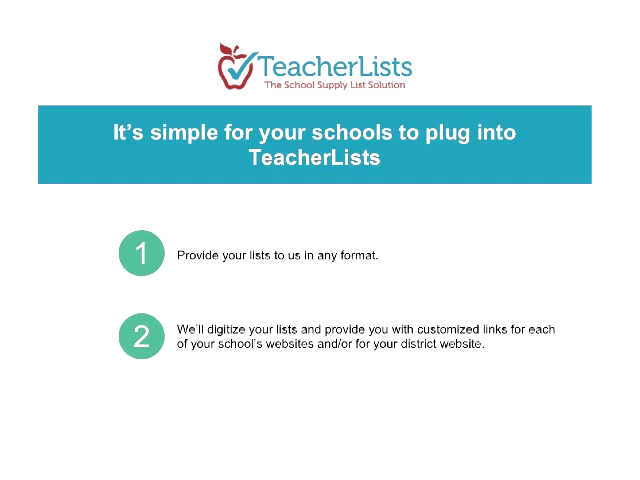 TeacherLists
The School Supply List Solution
It's simple for your schools to plug into
TeacherLists
1
Provide your lists to us in any format.
2
We'll digitize your lists and provide you with customized links for each
of your school's websites and/or for your district website.